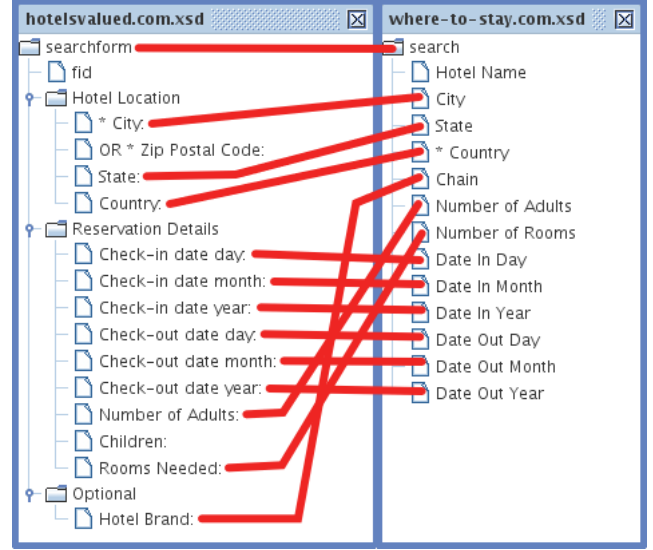 hotelsvalued.com.xsd
searchform
fid
Hotel Location
* City:
OR * Zip Postal Code:
State:
Country:
Reservation Details
Check-in date day:
Check-in date month:
Check-in date year:
Check-out date day:
Check-out date month:
Check-out date year:
Number of Adults:
Children:
Rooms Needed:
Optional
Hotel Brand:
where-to-stay.com.xsd
search
Hotel Name
City
State
* Country
Chain
Number of Adults
Number of Rooms
Date In Day
Date In Month
Date In Year
Date Out Day
Date Out Month
Date Out Year